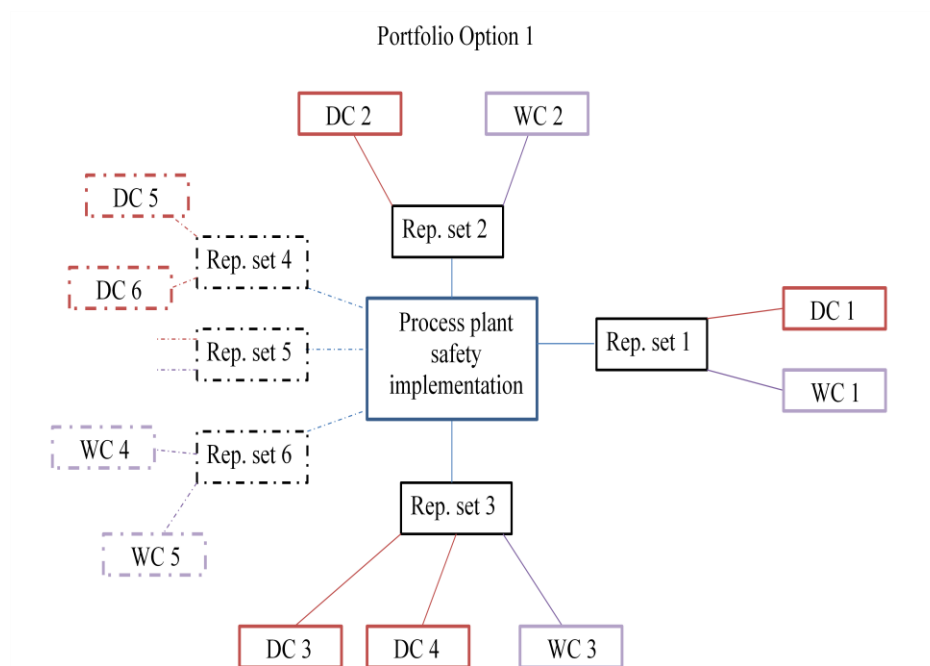 Portfolio Option 1
DC 2
WC 2
DC 5
Rep. set 2
Rep. set 4
DC 6
Process plant
safety
implementation
DC 1
Rep. set 1
Rep. set 5
WC 1
WC 4
Rep. set 6
Rep. set 3
WC 5
DC 3
DC 4
WC 3